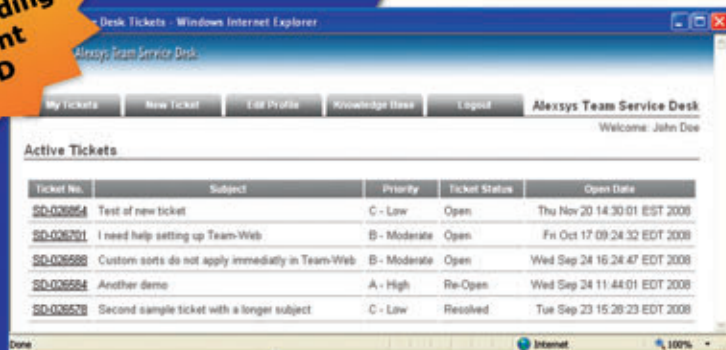 ding
nt
D
Desk Tickets - Windows Internet Explorer
Alexsys Team Service Desk
My Tickets New Ticket Edit Profile Knowledge Base Logout Alexsys Team Service Desk
Welcome: John Doe
Active Tickets
Ticket No. Subject Priority Ticket Status Open Date
SD-026854 Test of new ticket C - Low Open Thu Nov 20 14:30:01 EST 2008
SD-026701 I need help setting up Team-Web B - Moderate Open Fri Oct 17 09:24:32 EDT 2008
SD-026588 Custom sorts do not apply immediatly in Team-Web B - Moderate Open Wed Sep 24 16:24:47 EDT 2008
SD-026584 Another demo A - High Re-Open Wed Sep 24 11:44:01 EDT 2008
SD-026578 Second sample ticket with a longer subject C - Low Resolved Tue Sep 23 15:28:23 EDT 2008
Done Internet 100%